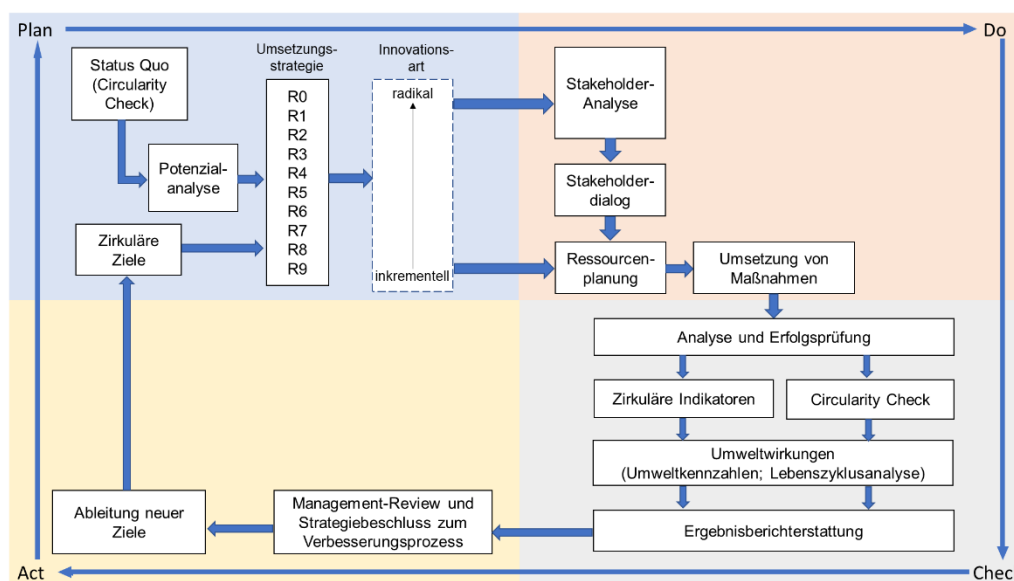 Plan
Do
Status Quo
(Circularity
Check)
Potenzial-
analyse
Zirkuläre
Ziele
Umsetzungs-
strategie
R0
R1
R2
R3
R4
R5
R6
R7
R8
R9
Innovations-
art
radikal
inkrementell
Stakeholder-
Analyse
Stakeholder-
dialog
Ressourcen-
planung
Umsetzung von
Maßnahmen
Analyse und Erfolgsprüfung
Zirkuläre Indikatoren
Circularity Check
Umweltwirkungen
(Umweltkennzahlen; Lebenszyklusanalyse)
Ergebnisberichterstattung
Management-Review und
Strategiebeschluss zum
Verbesserungsprozess
Ableitung neuer
Ziele
Act
Chec